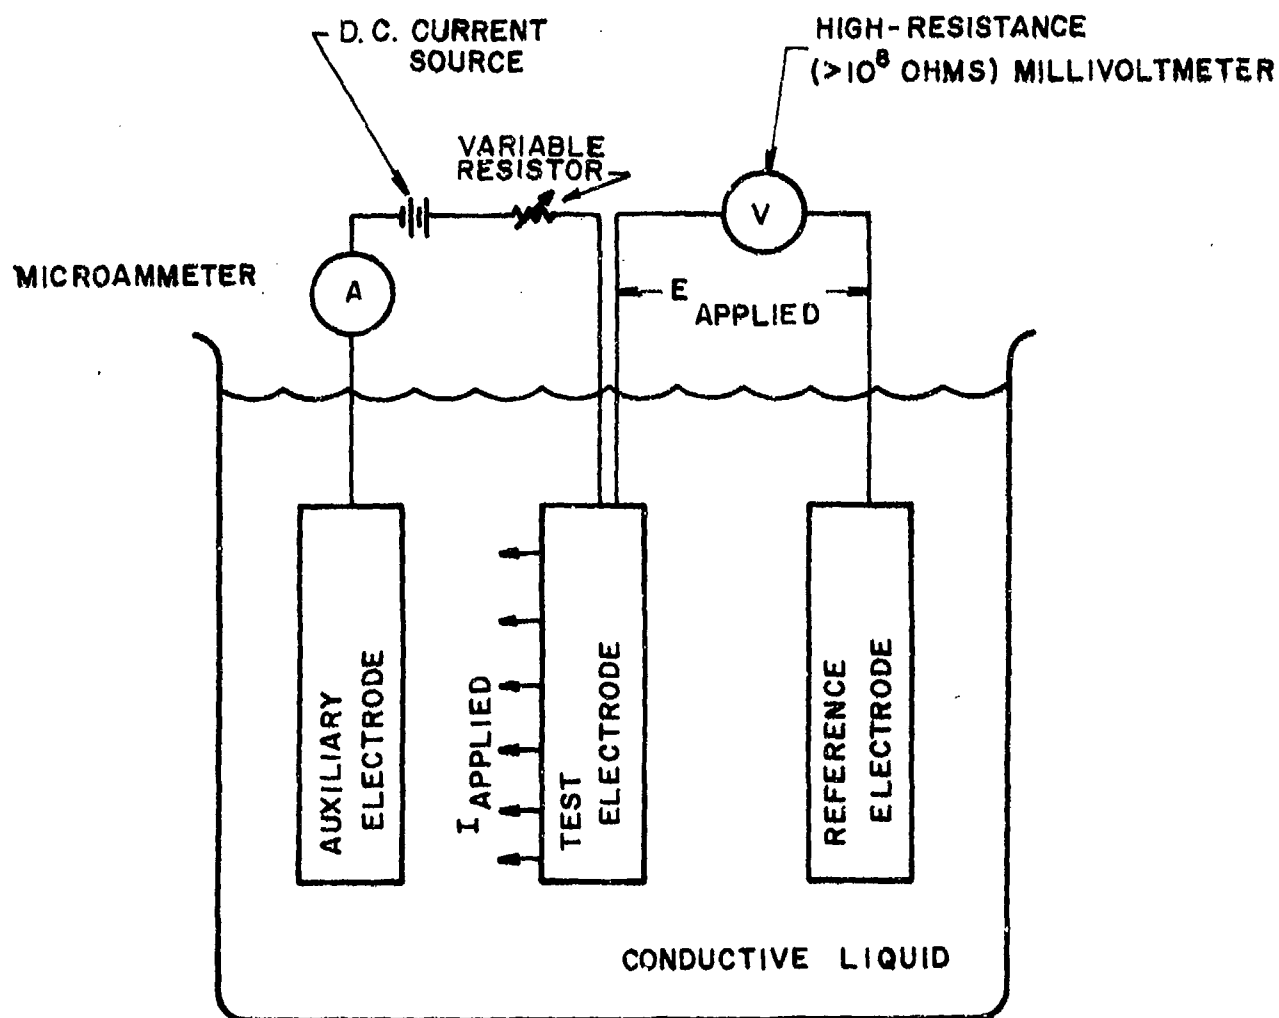 D. C. CURRENT
SOURCE
HIGH-RESISTANCE
(>10⁸ OHMS) MILLIVOLTMETER
VARIABLE
RESISTOR
V
MICROAMMETER
A
E
APPLIED
AUXILIARY
ELECTRODE
I
APPLIED
TEST
ELECTRODE
REFERENCE
ELECTRODE
CONDUCTIVE LIQUID